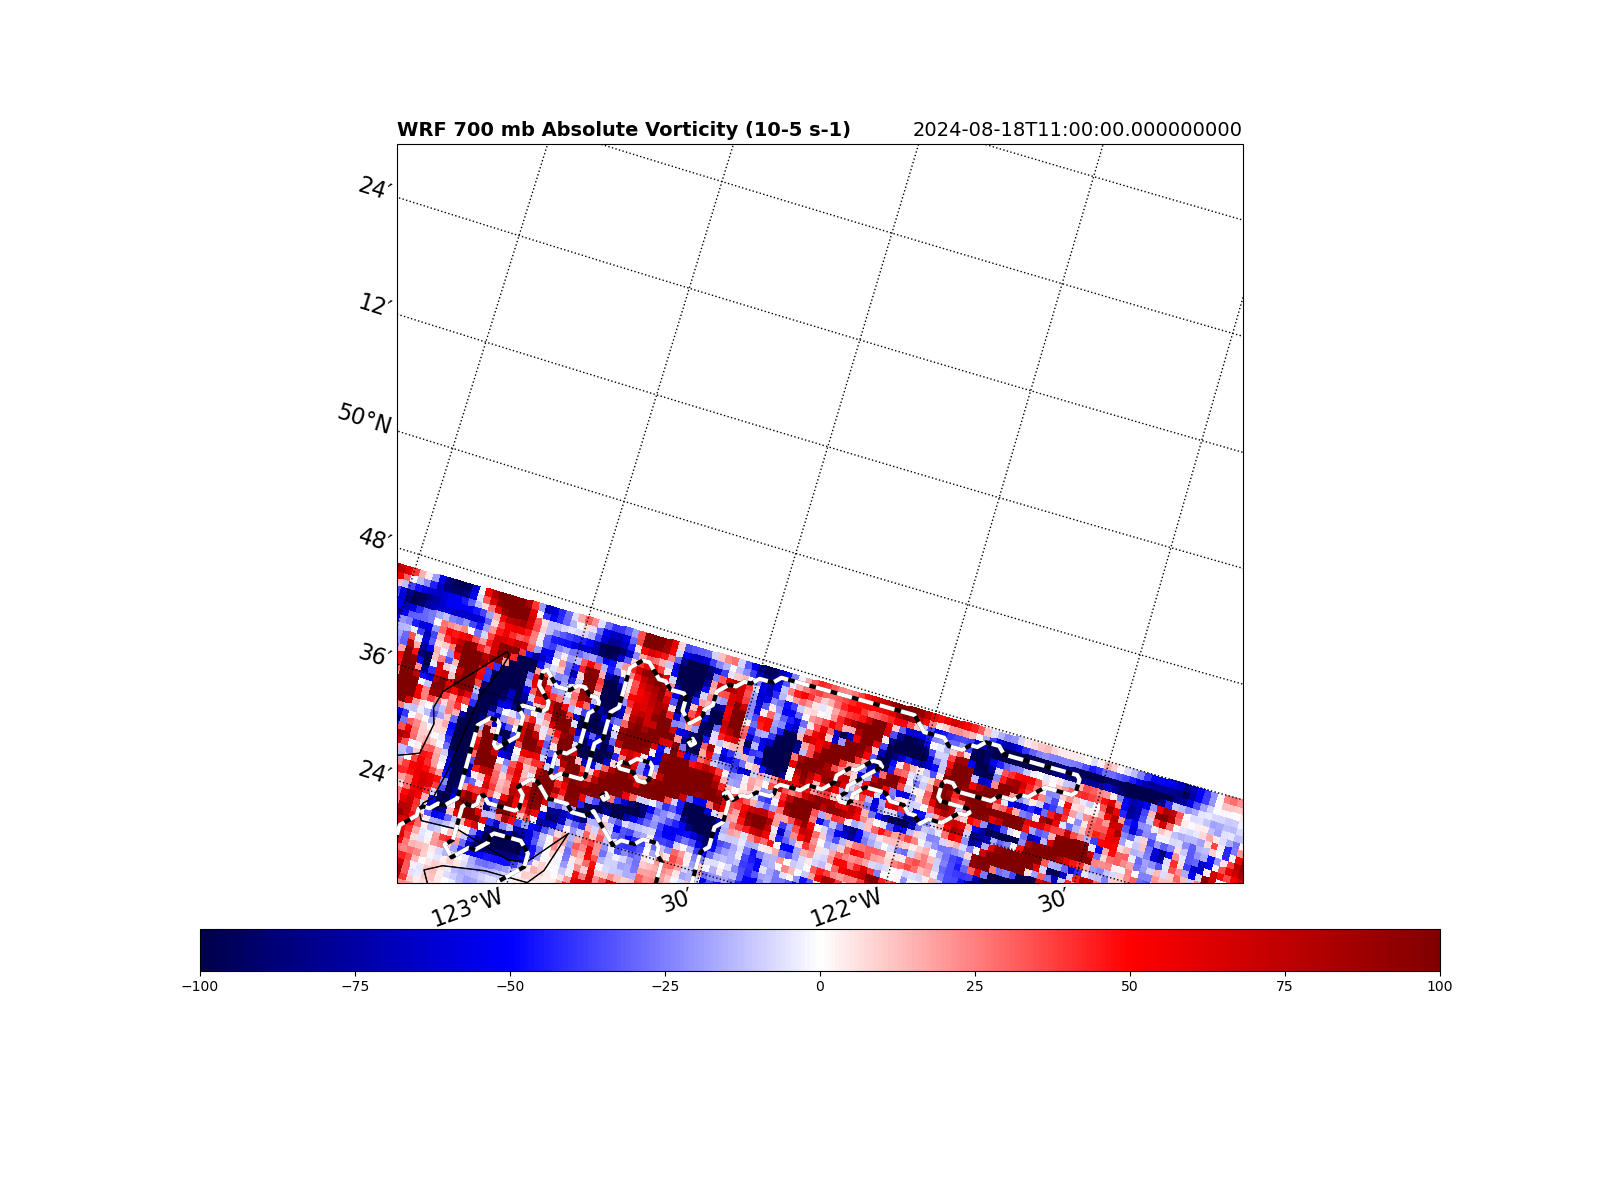 WRF 700 mb Absolute Vorticity (10-5 s-1) 2024-08-18T11:00:00.000000000
24′
12′
50°N
48′
36′
24′
123°W 30′ 122°W 30′
−100 −75 −50 −25 0 25 50 75 100